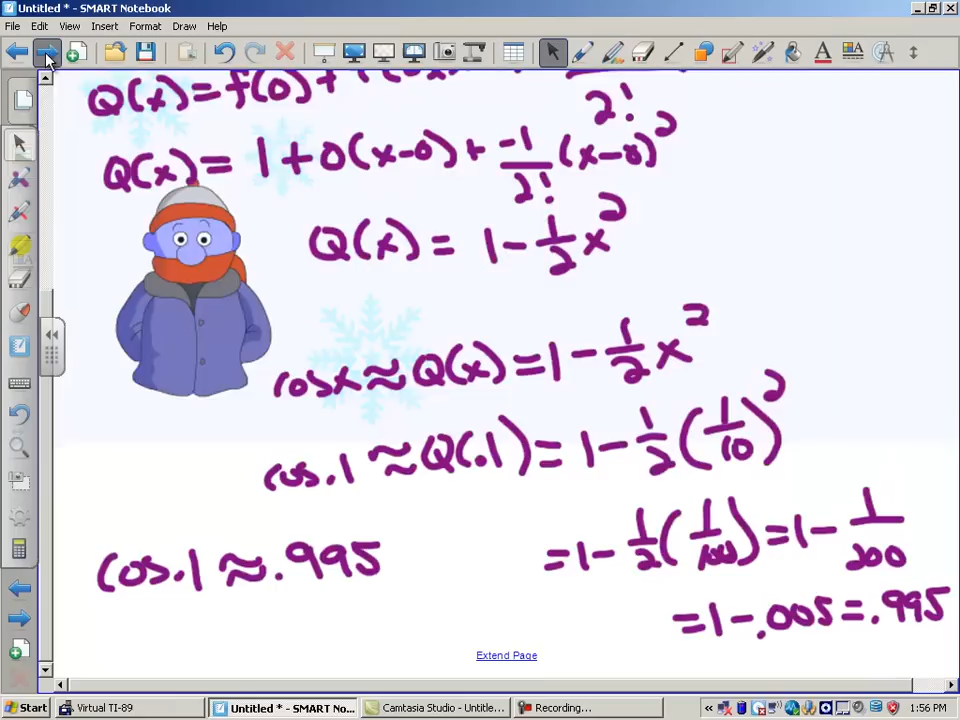 Untitled * - SMART Notebook
File Edit View Insert Format Draw Help
Q(x) = f(0) +
2!
Q(x) = 1 + 0(x-0) + -1/2! (x-0)²
Q(x) = 1 - 1/2 x²
cosx ≈ Q(x) = 1 - 1/2 x²
cos.1 ≈ Q(.1) = 1 - 1/2 (1/10)²
= 1 - 1/2 (1/100) = 1 - 1/200
cos.1 ≈ .995
= 1 - .005 = .995
Extend Page
Start Virtual TI-89 Untitled * - SMART No... Camtasia Studio - Untitle... Recording... 1:56 PM